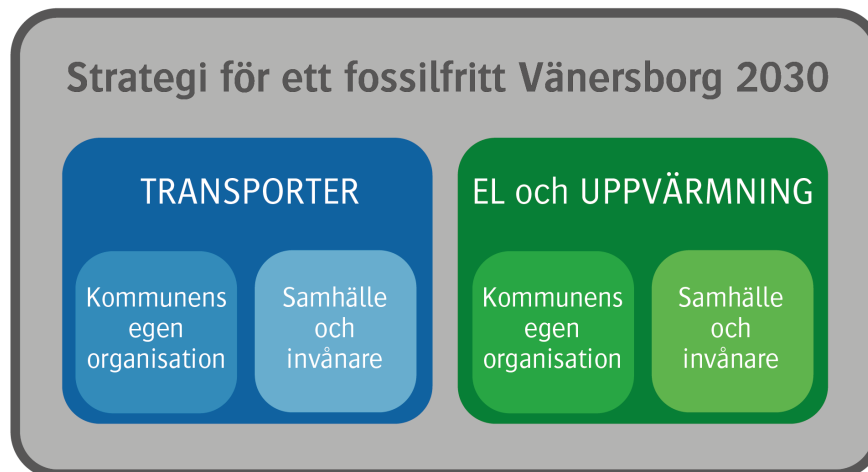 Strategi för ett fossilfritt Vänersborg 2030
TRANSPORTER
Kommunens
egen
organisation
Samhälle
och
invånare
EL och UPPVÄRMNING
Kommunens
egen
organisation
Samhälle
och
invånare